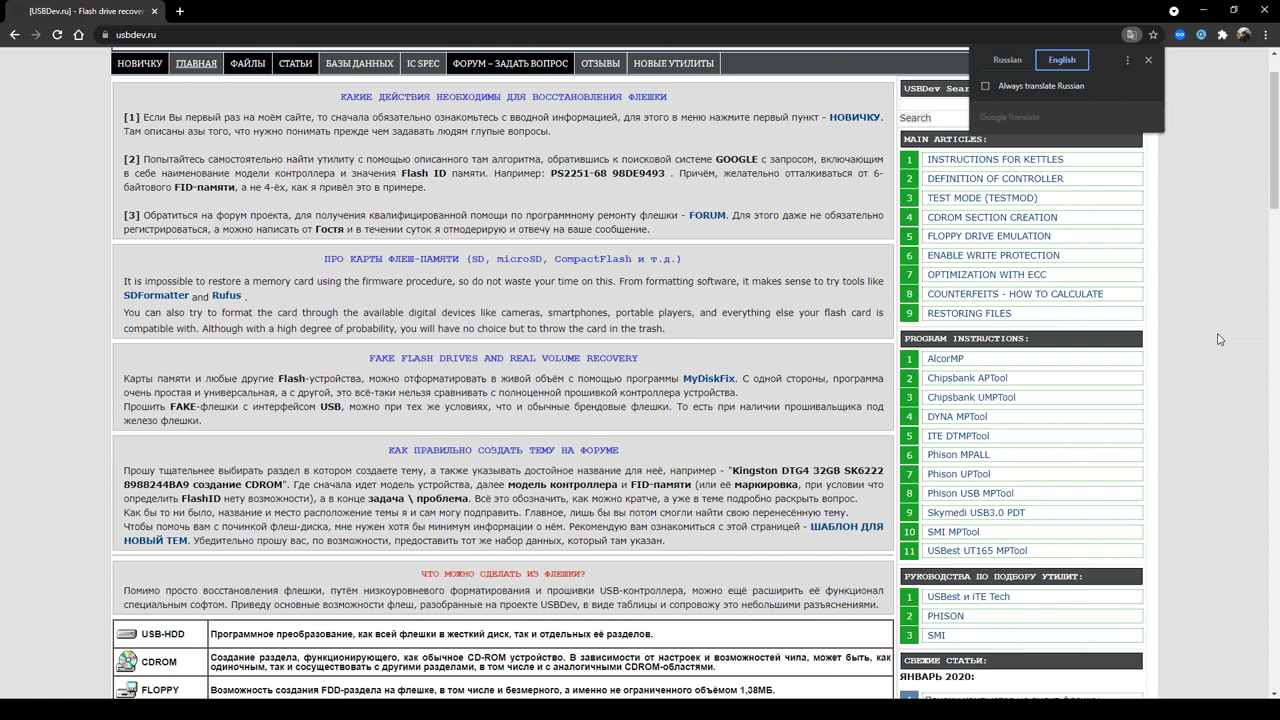 [USBDev.ru] - Flash drive recover
usbdev.ru
НОВИЧКУ ГЛАВНАЯ ФАЙЛЫ СТАТЬИ БАЗЫ ДАННЫХ IC SPEC ФОРУМ – ЗАДАТЬ ВОПРОС ОТЗЫВЫ НОВЫЕ УТИЛИТЫ
Russian English
Always translate Russian
Google Translate
КАКИЕ ДЕЙСТВИЯ НЕОБХОДИМЫ ДЛЯ ВОССТАНОВЛЕНИЯ ФЛЕШКИ
[1] Если Вы первый раз на моём сайте, то сначала обязательно ознакомьтесь с вводной информацией, для этого в меню нажмите первый пункт - НОВИЧКУ.
Там описаны азы того, что нужно понимать прежде чем задавать людям глупые вопросы.
[2] Попытайтесь самостоятельно найти утилиту с помощью описанного там алгоритма, обратившись к поисковой системе GOOGLE с запросом, включающим
в себе наименование модели контроллера и значения Flash ID памяти. Например: PS2251-68 98DE9493 . Причём, желательно отталкиваться от 6-
байтового FID-памяти, а не 4-ёх, как я привёл это в примере.
[3] Обратиться на форум проекта, для получения квалифицированной помощи по программному ремонту флешки - FORUM. Для этого даже не обязательно
регистрироваться, а можно написать от Гостя и в течении суток я отмодерирую и отвечу на ваше сообщение.
ПРО КАРТЫ ФЛЕШ-ПАМЯТИ (SD, microSD, CompactFlash и т.д.)
It is impossible to restore a memory card using the firmware procedure, so do not waste your time on this. From formatting software, it makes sense to try tools like
SDFormatter and Rufus .
You can also try to format the card through the available digital devices like cameras, smartphones, portable players, and everything else your flash card is
compatible with. Although with a high degree of probability, you will have no choice but to throw the card in the trash.
FAKE FLASH DRIVES AND REAL VOLUME RECOVERY
Карты памяти и любые другие Flash-устройства, можно отформатировать в живой объём с помощью программы MyDiskFix. С одной стороны, программа
очень простая и универсальная, а с другой, это всё-таки нельзя сравнивать с полноценной прошивкой контроллера устройства.
Прошить FAKE-флешки с интерфейсом USB, можно при тех же условиях, что и обычные брендовые флешки. То есть при наличии прошивальщика под
железо флешки.
КАК ПРАВИЛЬНО СОЗДАТЬ ТЕМУ НА ФОРУМЕ
Прошу тщательнее выбирать раздел в котором создаете тему, а также указывать достойное название для неё, например - "Kingston DTG4 32GB SK6222
8988244BA9 checksum". Где сначала идет модель устройства, далее модель контроллера и FID-памяти (или её маркировка, при условии что
определить FlashID нету возможности), а в конце задача \ проблема. Всё это обозначить, как можно кратче, а уже в теме подробно раскрыть вопрос.
Как бы то ни было, название и место расположение темы я и сам могу подправить. Главное, лишь бы вы потом смогли найти свою перенесённую тему.
Чтобы помочь вам с починкой флеш-диска, мне нужен хотя бы минимум информации о нём. Рекомендую вам ознакомиться с этой страницей - ШАБЛОН ДЛЯ
НОВЫЙ ТЕМ. Убедительно прошу вас, по возможности, предоставить тот же набор данных, который там указан.
ЧТО МОЖНО СДЕЛАТЬ ИЗ ФЛЕШКИ?
Помимо просто восстановления флешки, путём низкоуровневого форматирования и прошивки USB-контроллера, можно ещё расширить её функционал
специальным софтом. Приведу основные возможности флеш, разобранные на проекте USBDev, в виде таблицы и сопровожу это небольшими разъяснениями.
USB-HDD Программное преобразование, как всей флешки в жесткий диск, так и отдельных её разделов.
CDROM Создание раздела, функционирующего, как обычное CD-ROM устройство. В зависимости от настроек и возможностей чипа, может быть, как
одиночным, так и сосуществовать с другими разделами, в том числе и с аналогичными CDROM-областями.
FLOPPY Возможность создания FDD-раздела на флешке, в том числе и безмерного, а именно не ограниченного объёмом 1,38МБ.
USBDev Sear
Search
MAIN ARTICLES:
1 INSTRUCTIONS FOR KETTLES
2 DEFINITION OF CONTROLLER
3 TEST MODE (TESTMOD)
4 CDROM SECTION CREATION
5 FLOPPY DRIVE EMULATION
6 ENABLE WRITE PROTECTION
7 OPTIMIZATION WITH ECC
8 COUNTERFEITS - HOW TO CALCULATE
9 RESTORING FILES
PROGRAM INSTRUCTIONS:
1 AlcorMP
2 Chipsbank APTool
3 Chipsbank UMPTool
4 DYNA MPTool
5 ITE DTMPTool
6 Phison MPALL
7 Phison UPTool
8 Phison USB MPTool
9 Skymedi USB3.0 PDT
10 SMI MPTool
11 USBest UT165 MPTool
РУКОВОДСТВА ПО ПОДБОРУ УТИЛИТ:
1 USBest и iTE Tech
2 PHISON
3 SMI
СВЕЖИЕ СТАТЬИ:
ЯНВАРЬ 2020: